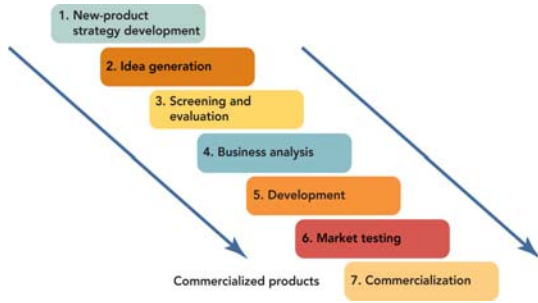 1. New-product
strategy development
2. Idea generation
3. Screening and
evaluation
4. Business analysis
5. Development
6. Market testing
Commercialized products
7. Commercialization